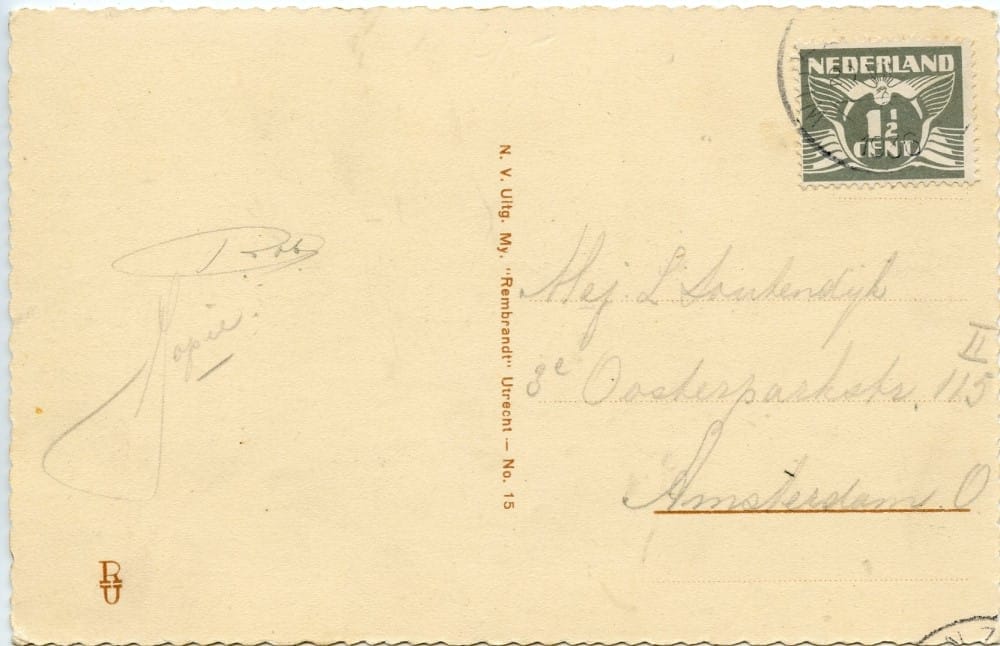 NEDERLAND
1½
CENT
Rob
Jopie.
N. V. Uitg. My. "Rembrandt" Utrecht — No. 15
Mej. L Soutendijk
3e Oosterparkstr. 115 II
Amsterdam. O
RU